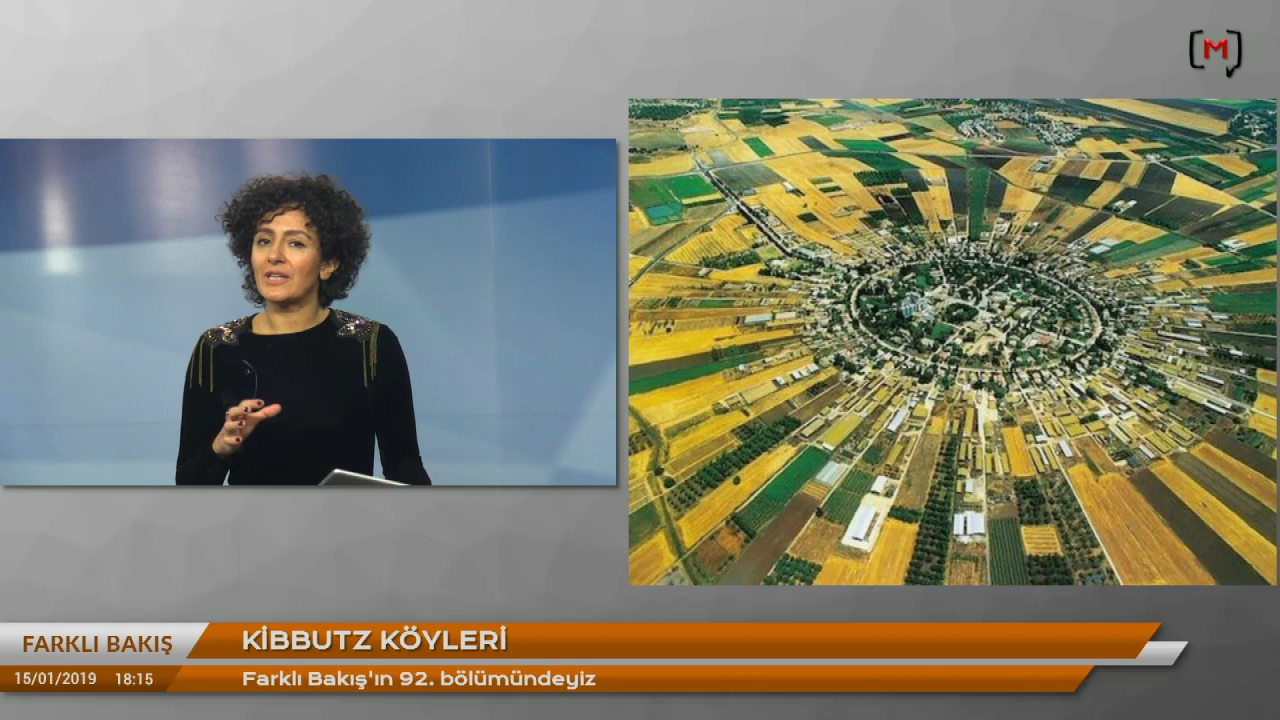 M
FARKLI BAKIŞ
KİBBUTZ KÖYLERİ
15/01/2019 18:15
Farklı Bakış'ın 92. bölümündeyiz